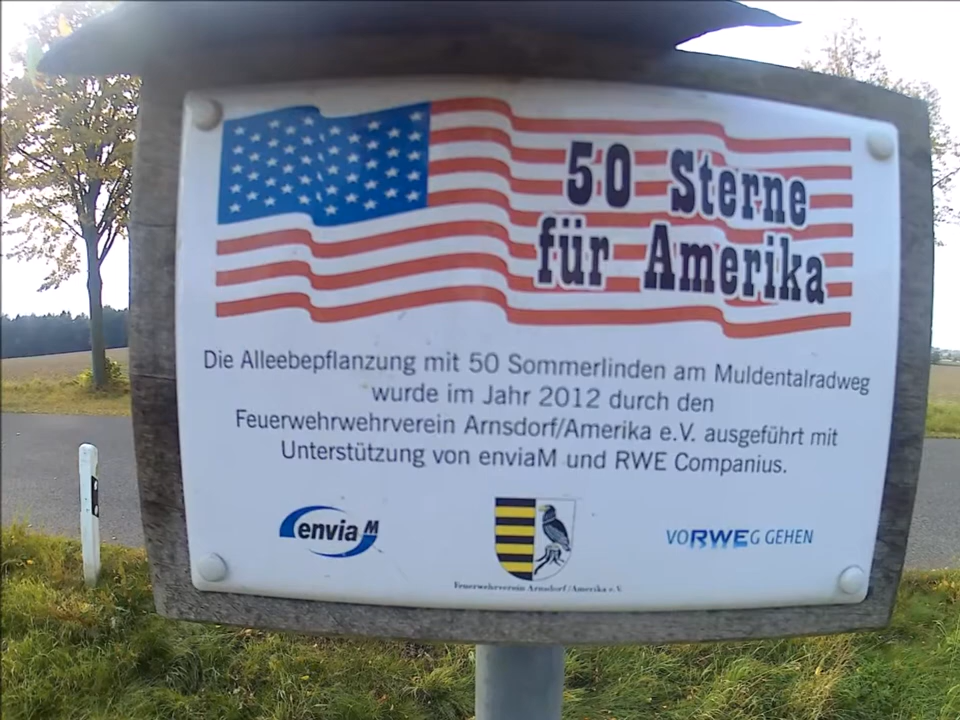 50 Sterne
für Amerika
Die Alleebepflanzung mit 50 Sommerlinden am Muldentalradweg
wurde im Jahr 2012 durch den
Feuerwehrwehrverein Arnsdorf/Amerika e.V. ausgeführt mit
Unterstützung von enviaM und RWE Companius.
envia M
VORWEG GEHEN
Feuerwehrverein Arnsdorf/Amerika e.V.